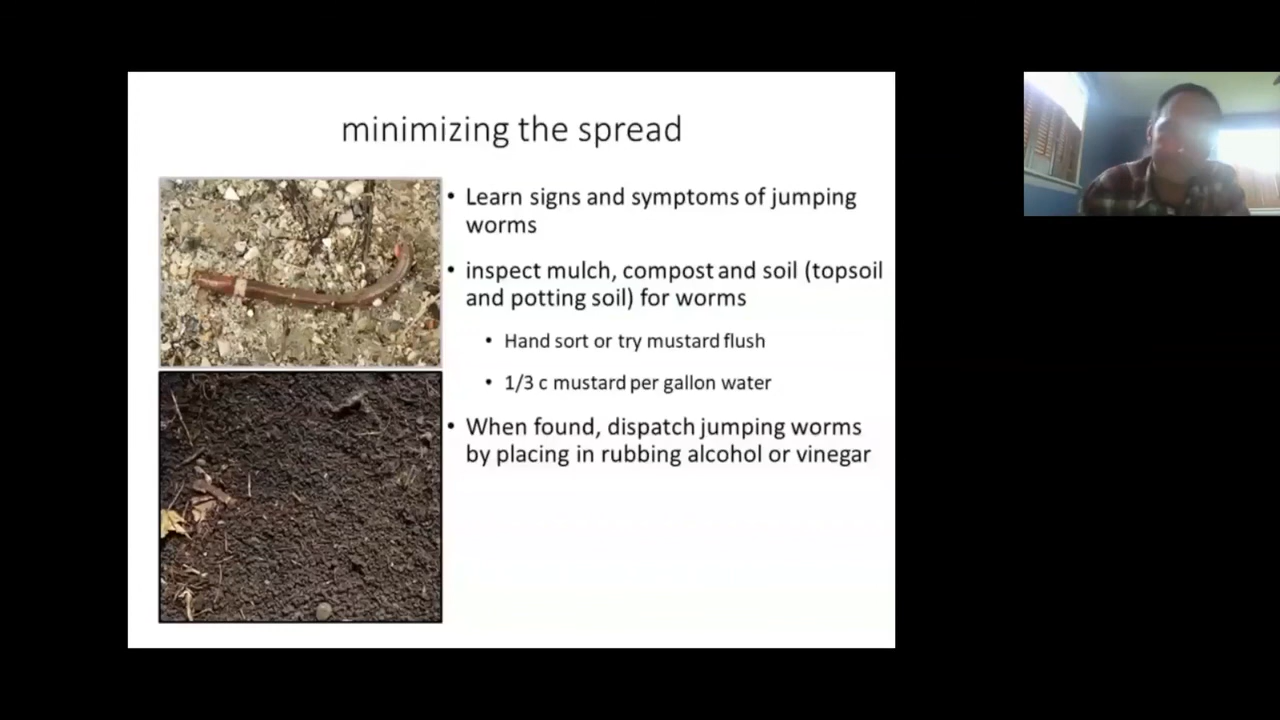 minimizing the spread
• Learn signs and symptoms of jumping
worms
• inspect mulch, compost and soil (topsoil
and potting soil) for worms
• Hand sort or try mustard flush
• 1/3 c mustard per gallon water
• When found, dispatch jumping worms
by placing in rubbing alcohol or vinegar